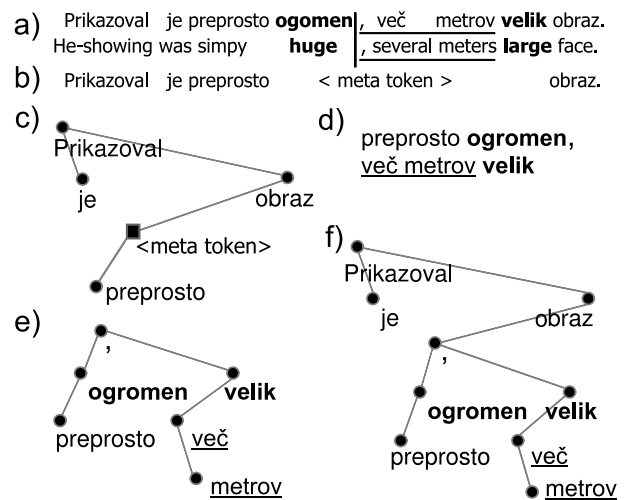 a) Prikazoval je preprosto ogomen, več metrov velik obraz.
He-showing was simpy huge , several meters large face.
b) Prikazoval je preprosto < meta token > obraz.
c)
Prikazoval
je
obraz
<meta token>
preprosto
d)
preprosto ogromen,
več metrov velik
e)
,
ogromen velik
preprosto več
metrov
f)
Prikazoval
je
obraz
,
ogromen velik
preprosto več
metrov